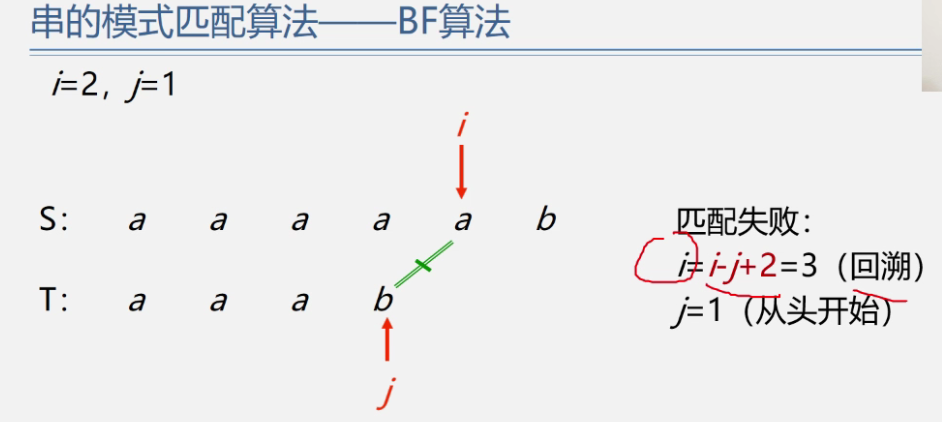 串的模式匹配算法——BF算法
i=2，j=1
i
S： a a a a a b
匹配失败：
i=i-j+2=3（回溯）
T： a a a b
j=1（从头开始）
j